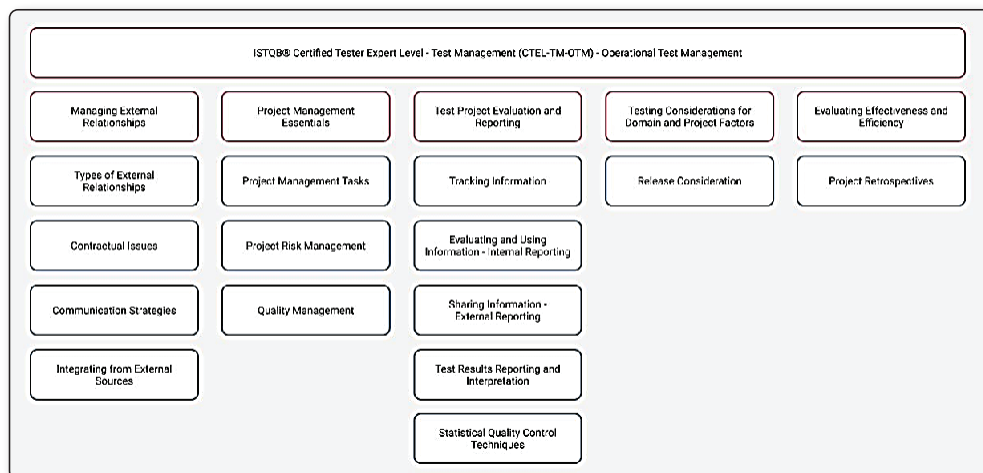 ISTQB® Certified Tester Expert Level - Test Management (CTEL-TM-OTM) - Operational Test Management
Managing External
Relationships
Types of External
Relationships
Contractual Issues
Communication Strategies
Integrating from External
Sources
Project Management
Essentials
Project Management Tasks
Project Risk Management
Quality Management
Test Project Evaluation and
Reporting
Tracking Information
Evaluating and Using
Information - Internal Reporting
Sharing Information -
External Reporting
Test Results Reporting and
Interpretation
Statistical Quality Control
Techniques
Testing Considerations for
Domain and Project Factors
Release Consideration
Evaluating Effectiveness and
Efficiency
Project Retrospectives